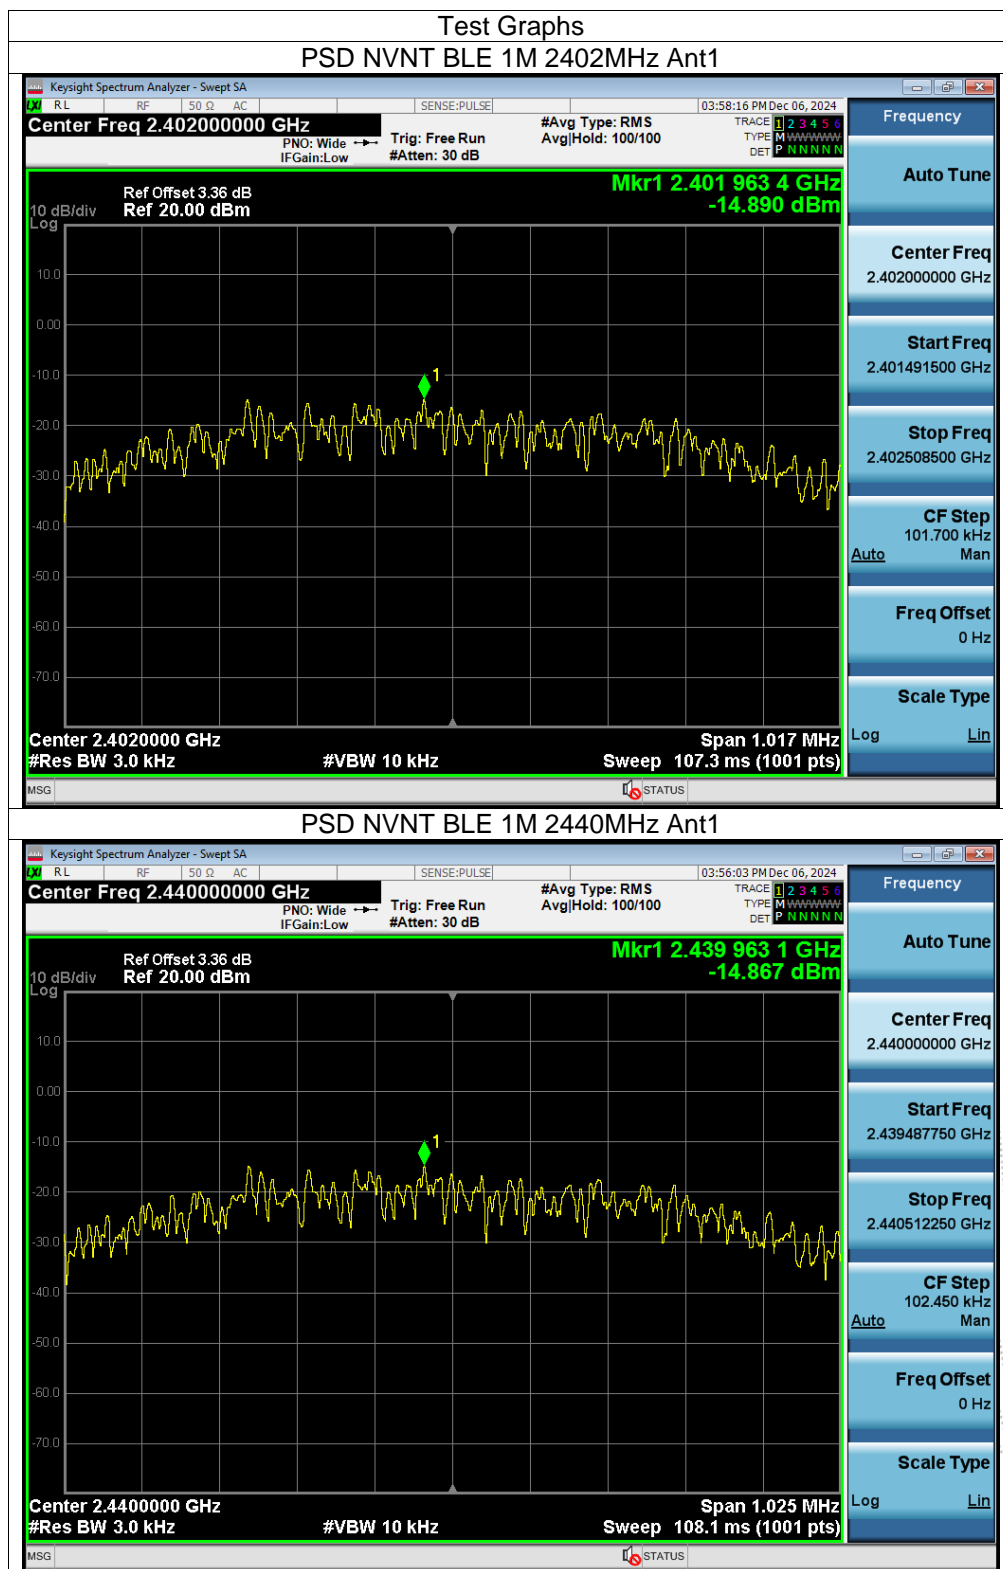 Test Graphs
PSD NVNT BLE 1M 2402MHz Ant1
Keysight Spectrum Analyzer - Swept SA
LXI RL RF 50 Ω AC SENSE:PULSE 03:58:16 PM Dec 06, 2024
Center Freq 2.402000000 GHz
PNO: Wide
IFGain:Low
Trig: Free Run
#Atten: 30 dB
#Avg Type: RMS
Avg|Hold: 100/100
TRACE 1 2 3 4 5 6
TYPE M WWWWW
DET P N N N N N
Ref Offset 3.36 dB
Ref 20.00 dBm
10 dB/div
Log
Mkr1 2.401 963 4 GHz
-14.890 dBm
10.0
0.00
-10.0
-20.0
-30.0
-40.0
-50.0
-60.0
-70.0
1
Center 2.4020000 GHz
Span 1.017 MHz
#Res BW 3.0 kHz
#VBW 10 kHz
Sweep 107.3 ms (1001 pts)
MSG
STATUS
Frequency
Auto Tune
Center Freq
2.402000000 GHz
Start Freq
2.401491500 GHz
Stop Freq
2.402508500 GHz
CF Step
101.700 kHz
Auto Man
Freq Offset
0 Hz
Scale Type
Log Lin
PSD NVNT BLE 1M 2440MHz Ant1
Keysight Spectrum Analyzer - Swept SA
LXI RL RF 50 Ω AC SENSE:PULSE 03:56:03 PM Dec 06, 2024
Center Freq 2.440000000 GHz
PNO: Wide
IFGain:Low
Trig: Free Run
#Atten: 30 dB
#Avg Type: RMS
Avg|Hold: 100/100
TRACE 1 2 3 4 5 6
TYPE M WWWWW
DET P N N N N N
Ref Offset 3.36 dB
Ref 20.00 dBm
10 dB/div
Log
Mkr1 2.439 963 1 GHz
-14.867 dBm
10.0
0.00
-10.0
-20.0
-30.0
-40.0
-50.0
-60.0
-70.0
1
Center 2.4400000 GHz
Span 1.025 MHz
#Res BW 3.0 kHz
#VBW 10 kHz
Sweep 108.1 ms (1001 pts)
MSG
STATUS
Frequency
Auto Tune
Center Freq
2.440000000 GHz
Start Freq
2.439487750 GHz
Stop Freq
2.440512250 GHz
CF Step
102.450 kHz
Auto Man
Freq Offset
0 Hz
Scale Type
Log Lin